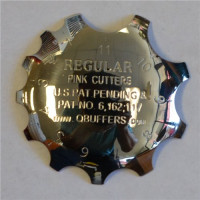 11
REGULAR
PINK CUTTERS
U.S PAT PENDING &
PAT NO 6,162,117
www.QBUFFERS.com
9